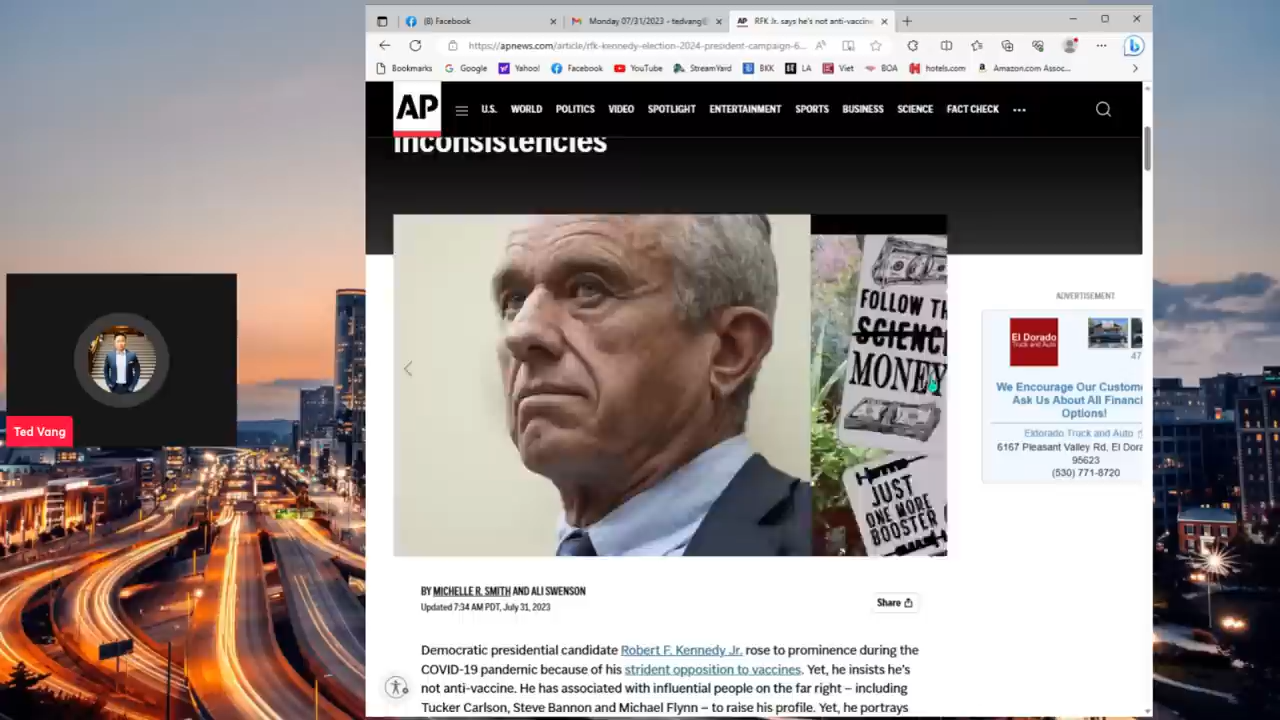 (8) Facebook
Monday 07/31/2023 - tedvang@
AP RFK Jr. says he's not anti-vaccine
https://apnews.com/article/rfk-kennedy-election-2024-president-campaign-6...
Bookmarks Google Yahoo! Facebook YouTube StreamYard BKK LA Viet BOA hotels.com Amazon.com Assoc...
AP U.S. WORLD POLITICS VIDEO SPOTLIGHT ENTERTAINMENT SPORTS BUSINESS SCIENCE FACT CHECK
inconsistencies
FOLLOW TH
SCIENC
MONEY
JUST
ONE MORE
BOOSTER
ADVERTISEMENT
El Dorado
Truck and Auto
47
We Encourage Our Custome
Ask Us About All Financi
Options!
Eldorado Truck and Auto
6167 Pleasant Valley Rd, El Dora
95623
(530) 771-8720
Ted Vang
BY MICHELLE R. SMITH AND ALI SWENSON
Updated 7:34 AM PDT, July 31, 2023
Share
Democratic presidential candidate Robert F. Kennedy Jr. rose to prominence during the
COVID-19 pandemic because of his strident opposition to vaccines. Yet, he insists he's
not anti-vaccine. He has associated with influential people on the far right – including
Tucker Carlson, Steve Bannon and Michael Flynn – to raise his profile. Yet, he portrays